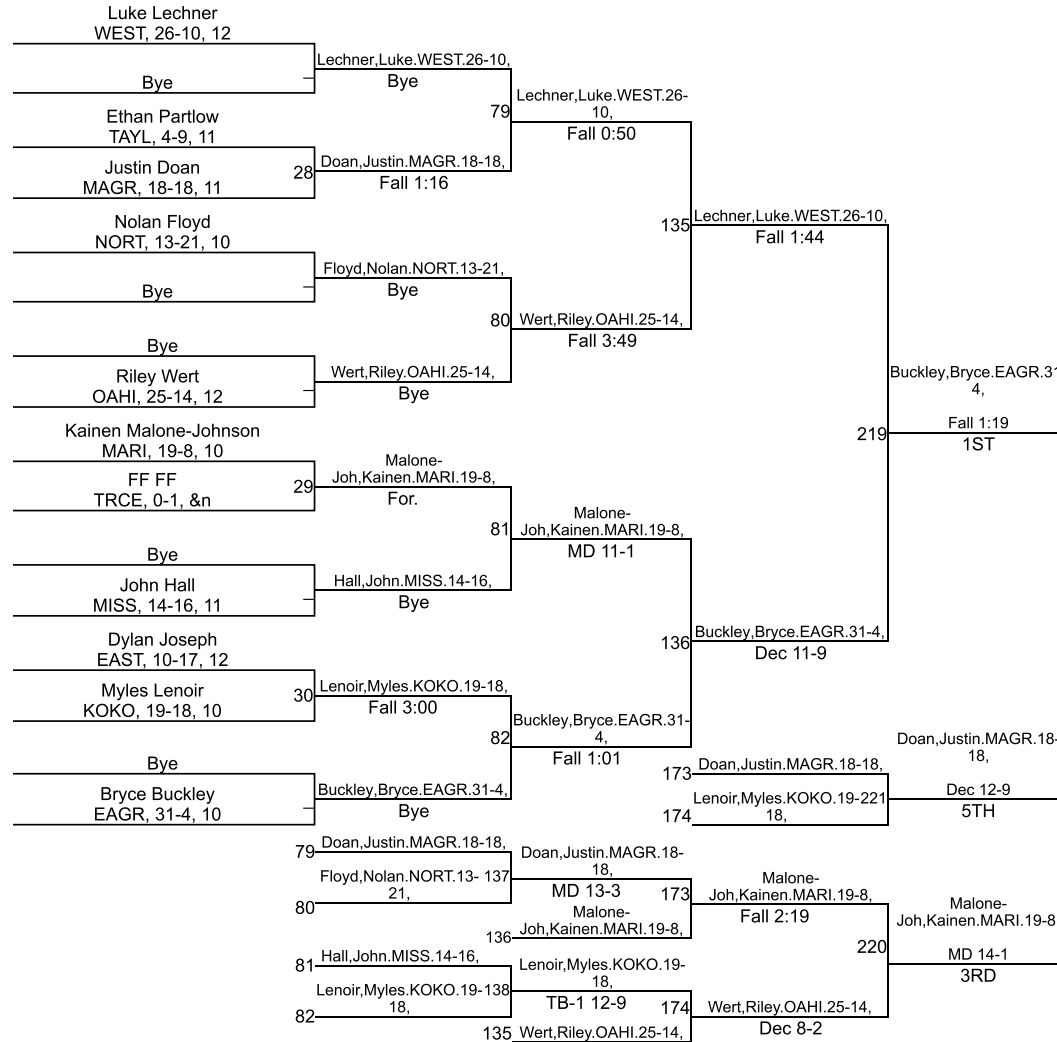 Luke Lechner
WEST, 26-10, 12
Bye
Ethan Partlow
TAYL, 4-9, 11
Justin Doan
MAGR, 18-18, 11
28
Nolan Floyd
NORT, 13-21, 10
Bye
Bye
Riley Wert
OAHI, 25-14, 12
Kainen Malone-Johnson
MARI, 19-8, 10
FF FF
TRCE, 0-1, &n
29
Bye
John Hall
MISS, 14-16, 11
Dylan Joseph
EAST, 10-17, 12
Myles Lenoir
KOKO, 19-18, 10
30
Bye
Bryce Buckley
EAGR, 31-4, 10
Lechner,Luke.WEST.26-10,
Bye
79
Doan,Justin.MAGR.18-18,
Fall 1:16
Floyd,Nolan.NORT.13-21,
Bye
80
Wert,Riley.OAHI.25-14,
Bye
Malone-
Joh,Kainen.MARI.19-8,
For.
81
Hall,John.MISS.14-16,
Bye
Lenoir,Myles.KOKO.19-18,
Fall 3:00
82
Buckley,Bryce.EAGR.31-4,
Bye
Lechner,Luke.WEST.26-
10,
Fall 0:50
135
Wert,Riley.OAHI.25-14,
Fall 3:49
Malone-
Joh,Kainen.MARI.19-8,
MD 11-1
136
Buckley,Bryce.EAGR.31-
4,
Fall 1:01
Lechner,Luke.WEST.26-10,
Fall 1:44
219
Buckley,Bryce.EAGR.31-4,
Dec 11-9
Buckley,Bryce.EAGR.31
4,
Fall 1:19
1ST
173
Doan,Justin.MAGR.18-18,
174
Lenoir,Myles.KOKO.19-221
18,
Doan,Justin.MAGR.18-
18,
Dec 12-9
5TH
79
Doan,Justin.MAGR.18-18,
80
Floyd,Nolan.NORT.13- 137
21,
Doan,Justin.MAGR.18-
18,
MD 13-3
173
136
Malone-
Joh,Kainen.MARI.19-8,
81
Hall,John.MISS.14-16,
82
Lenoir,Myles.KOKO.19-138
18,
Lenoir,Myles.KOKO.19-
18,
TB-1 12-9
174
135
Wert,Riley.OAHI.25-14,
Malone-
Joh,Kainen.MARI.19-8,
Fall 2:19
220
Wert,Riley.OAHI.25-14,
Dec 8-2
Malone-
Joh,Kainen.MARI.19-8
MD 14-1
3RD